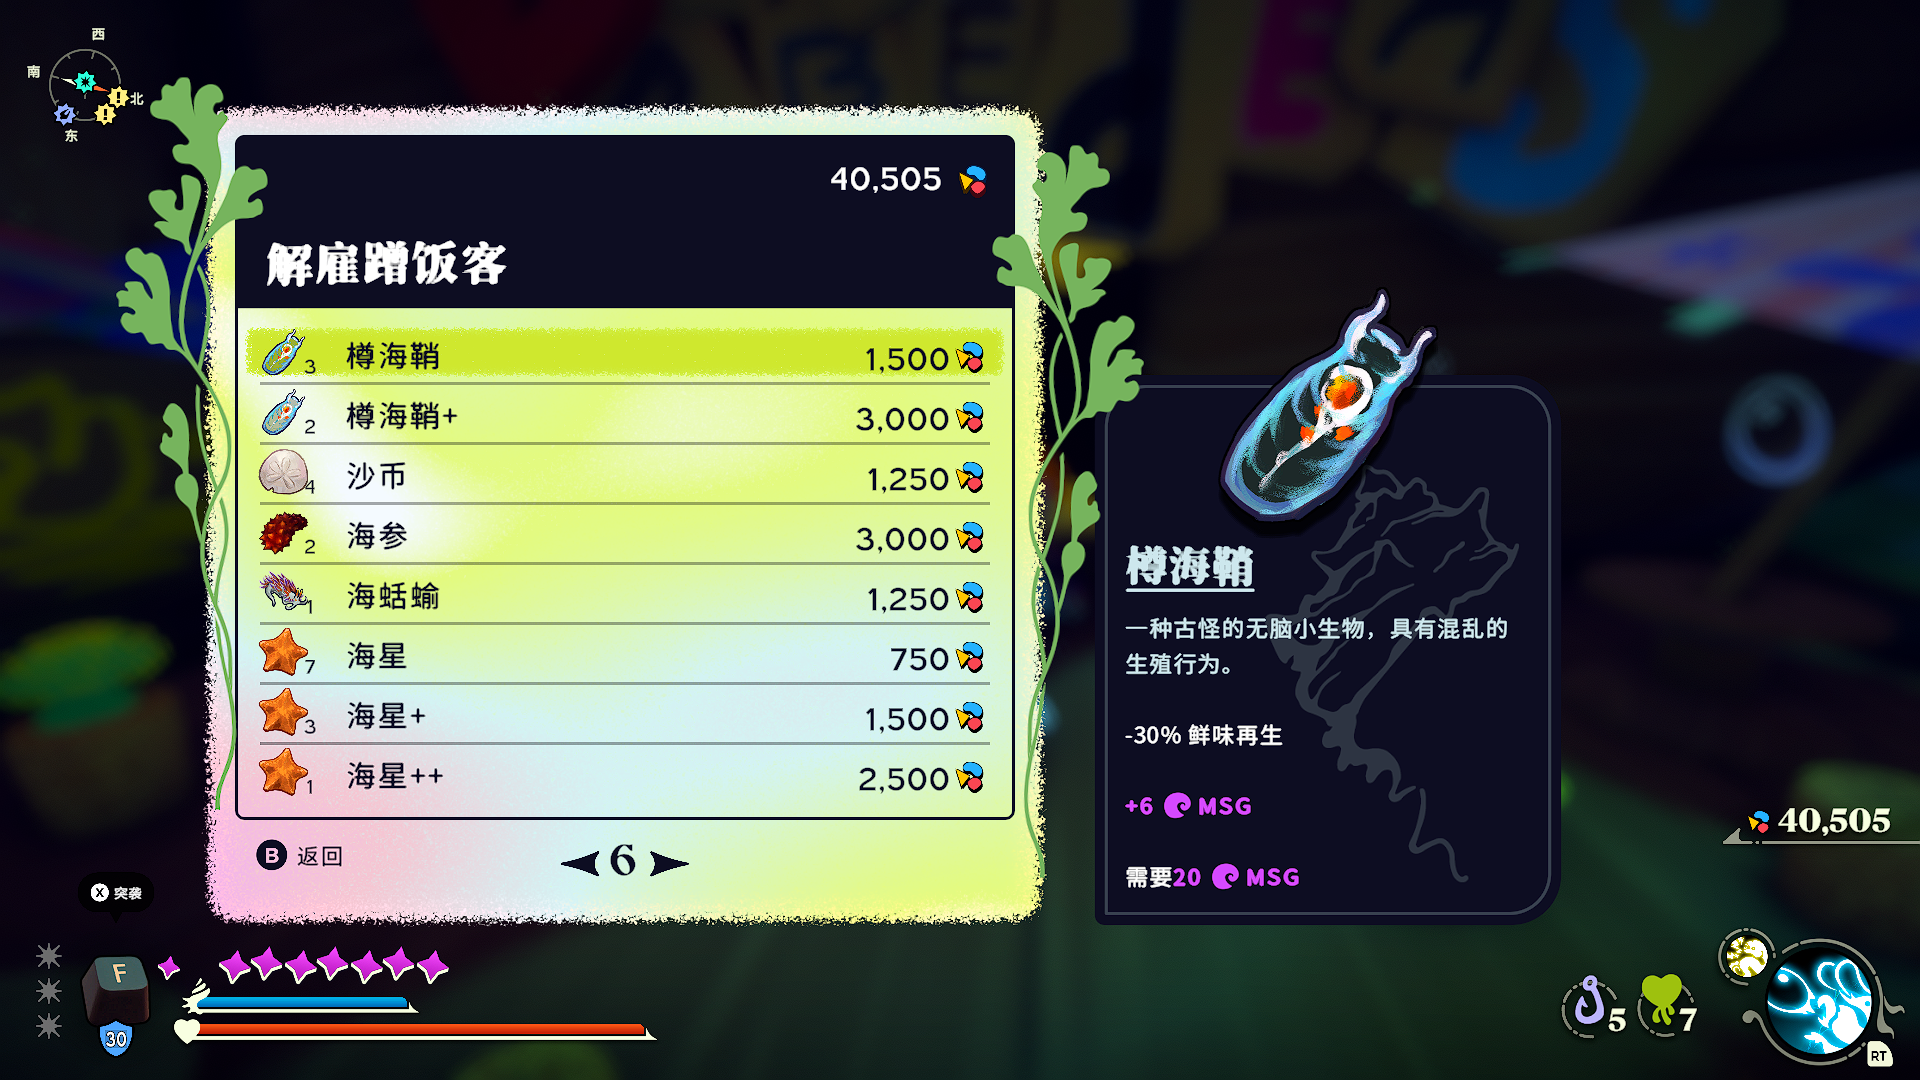 西
南
北
东
40,505
解雇蹭饭客
3 樽海鞘 1,500
2 樽海鞘+ 3,000
4 沙币 1,250
2 海参 3,000
1 海蛞蝓 1,250
7 海星 750
3 海星+ 1,500
1 海星++ 2,500
B 返回
6
樽海鞘
一种古怪的无脑小生物，具有混乱的
生殖行为。
-30% 鲜味再生
+6 MSG
需要20 MSG
40,505
X 突袭
F
30
5
7
RT